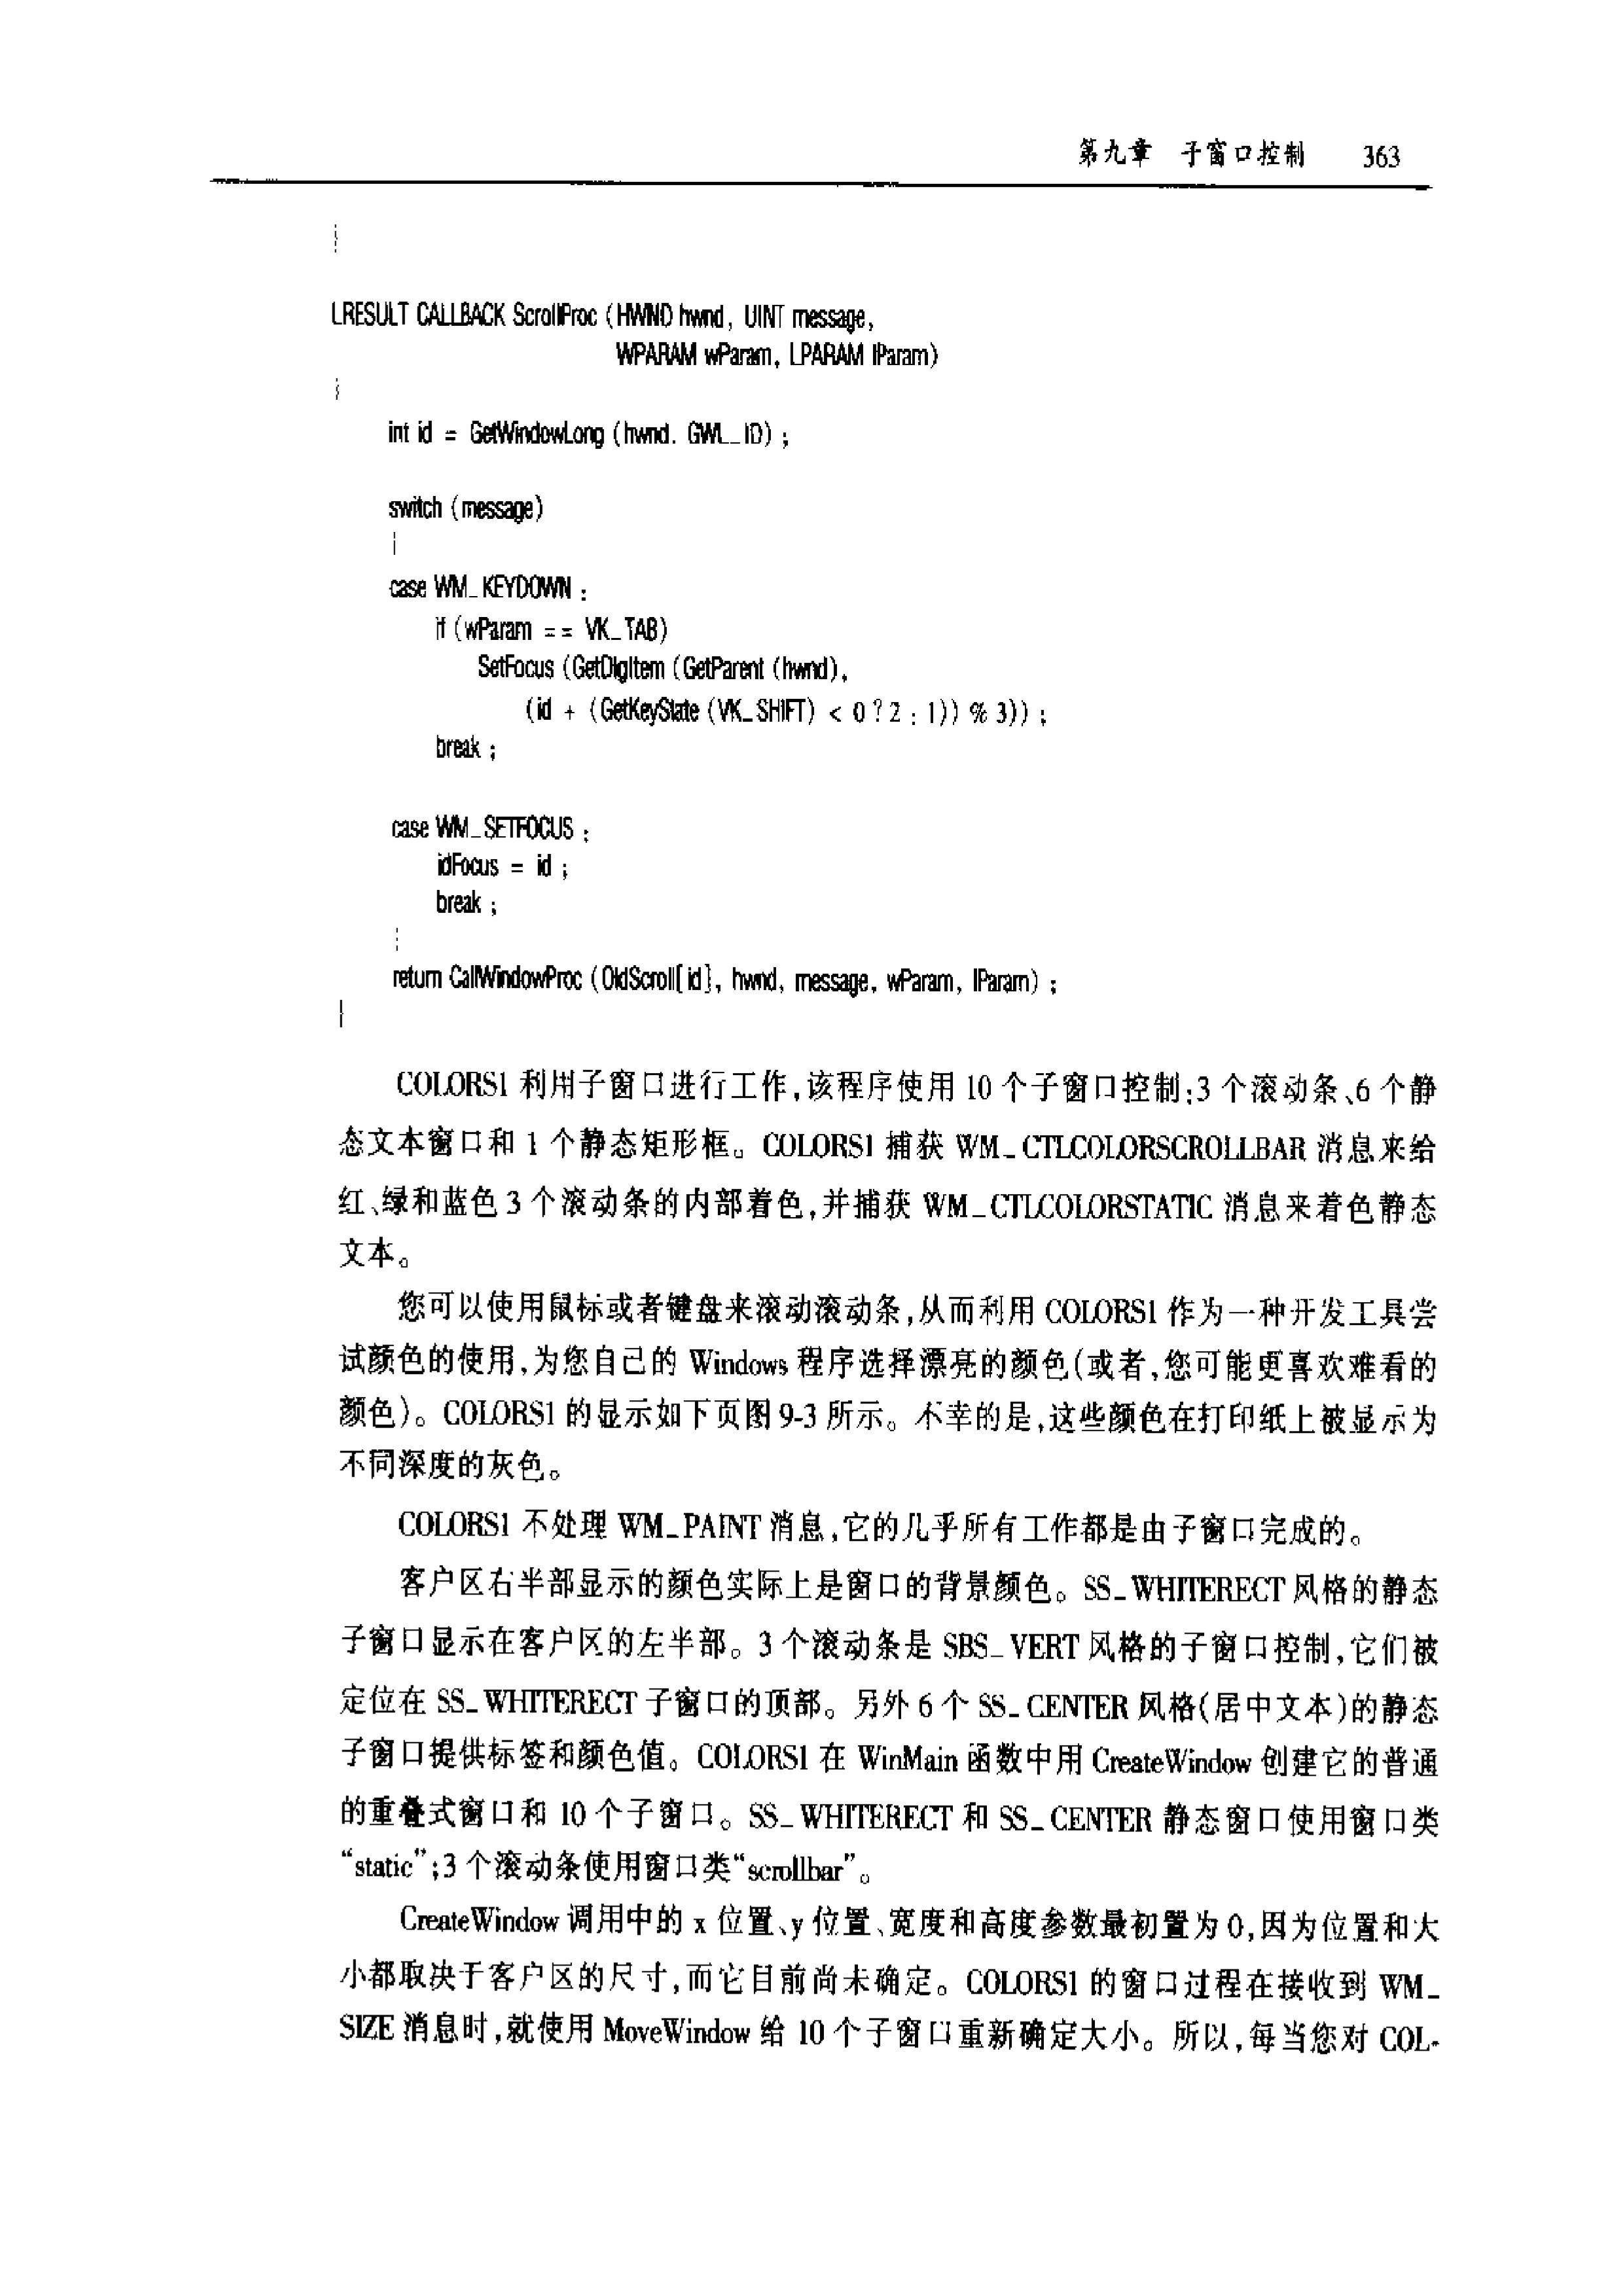 第九章 子窗口控制 363
}
LRESULT CALLBACK ScrollProc (HWND hwnd, UINT message,
WPARAM wParam, LPARAM lParam)
{
int id = GetWindowLong (hwnd. GWL_ID) ;
switch (message)
{
case WM_KEYDOWN :
if (wParam == VK_TAB)
SetFocus (GetDlgItem (GetParent (hwnd),
(id + (GetKeyState (VK_SHIFT) < 0 ? 2 : 1)) % 3)) ;
break ;
case WM_SETFOCUS :
idFocus = id ;
break ;
}
return CallWindowProc (OldScroll[id], hwnd, message, wParam, lParam) ;
}
COLORS1 利用子窗口进行工作,该程序使用 10 个子窗口控制:3 个滚动条、6 个静
态文本窗口和 1 个静态矩形框。COLORS1 捕获 WM_CTLCOLORSCROLLBAR 消息来给
红、绿和蓝色 3 个滚动条的内部着色,并捕获 WM_CTLCOLORSTATIC 消息来着色静态
文本。
您可以使用鼠标或者键盘来滚动滚动条,从而利用 COLORS1 作为一种开发工具尝
试颜色的使用,为您自己的 Windows 程序选择漂亮的颜色(或者,您可能更喜欢难看的
颜色)。COLORS1 的显示如下页图 9-3 所示。不幸的是,这些颜色在打印纸上被显示为
不同深度的灰色。
COLORS1 不处理 WM_PAINT 消息,它的几乎所有工作都是由子窗口完成的。
客户区右半部显示的颜色实际上是窗口的背景颜色。SS_WHITERECT 风格的静态
子窗口显示在客户区的左半部。3 个滚动条是 SBS_VERT 风格的子窗口控制,它们被
定位在 SS_WHITERECT 子窗口的顶部。另外 6 个 SS_CENTER 风格(居中文本)的静态
子窗口提供标签和颜色值。COLORS1 在 WinMain 函数中用 CreateWindow 创建它的普通
的重叠式窗口和 10 个子窗口。SS_WHITERECT 和 SS_CENTER 静态窗口使用窗口类
“static”;3 个滚动条使用窗口类“scrollbar”。
CreateWindow 调用中的 x 位置、y 位置、宽度和高度参数最初置为 0,因为位置和大
小都取决于客户区的尺寸,而它目前尚未确定。COLORS1 的窗口过程在接收到 WM_
SIZE 消息时,就使用 MoveWindow 给 10 个子窗口重新确定大小。所以,每当您对 COL-